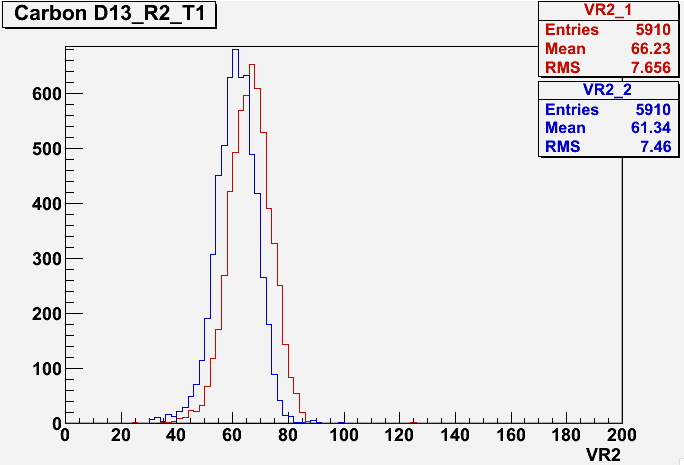 Carbon D13_R2_T1
VR2_1
Entries 5910
Mean 66.23
RMS 7.656
VR2_2
Entries 5910
Mean 61.34
RMS 7.46
600
500
400
300
200
100
0
0 20 40 60 80 100 120 140 160 180 200
VR2